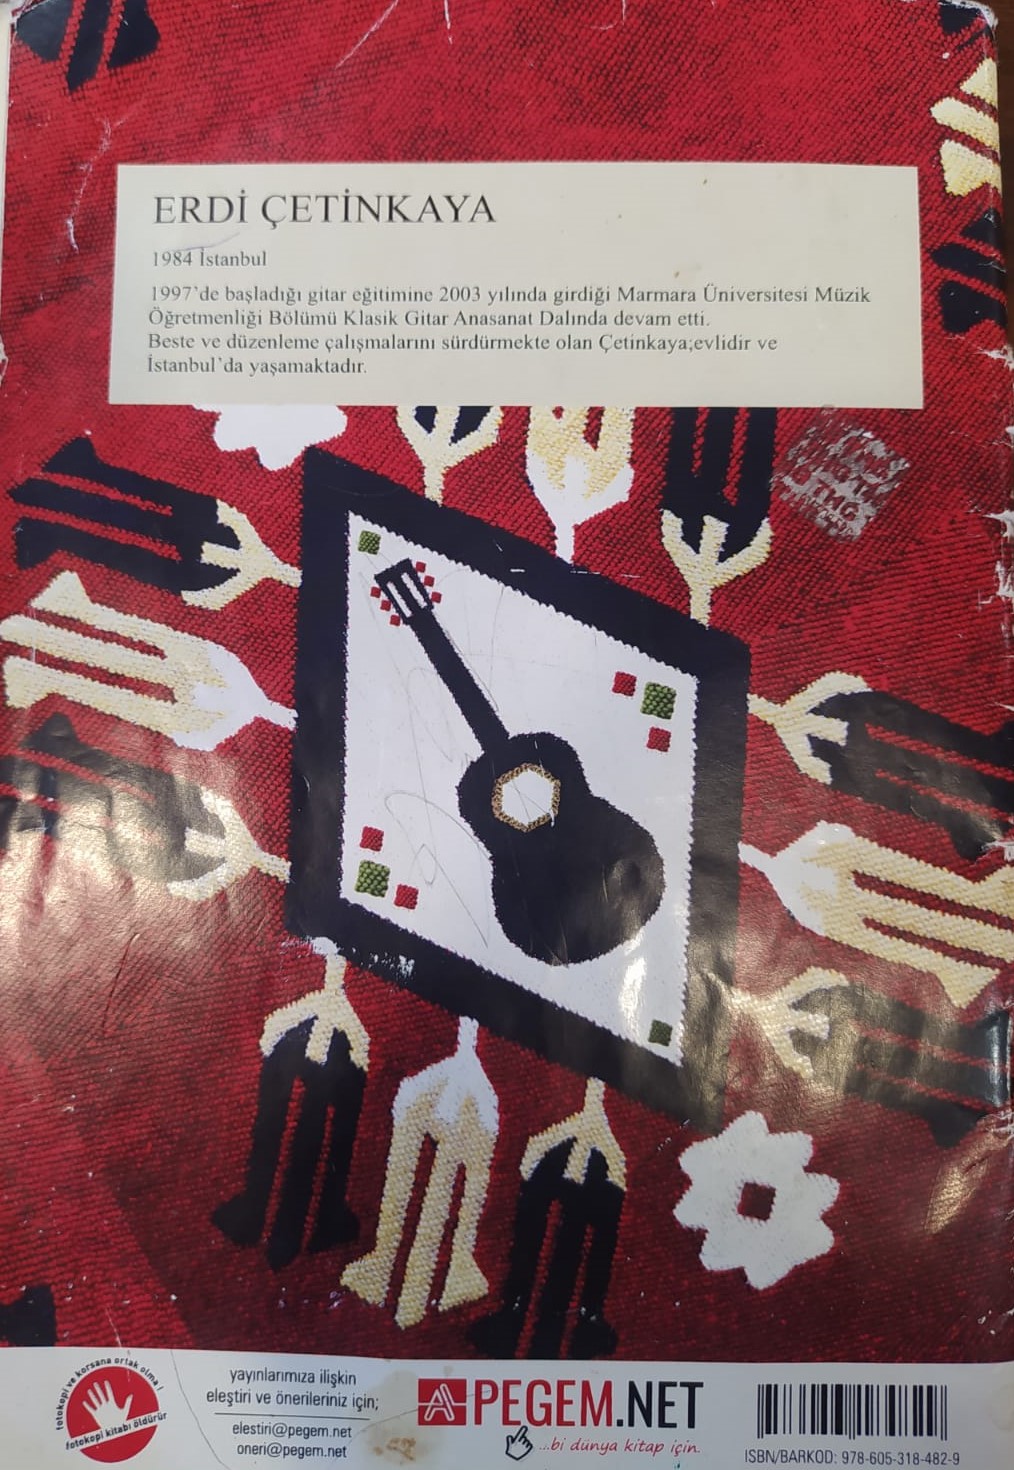 ERDİ ÇETİNKAYA
1984 İstanbul
1997'de başladığı gitar eğitimine 2003 yılında girdiği Marmara Üniversitesi Müzik
Öğretmenliği Bölümü Klasik Gitar Anasanat Dalında devam etti.
Beste ve düzenleme çalışmalarını sürdürmekte olan Çetinkaya;evlidir ve
İstanbul'da yaşamaktadır.
fotokopi ve korsana ortak olma!
fotokopi kitabı öldürür
yayınlarımıza ilişkin
eleştiri ve önerileriniz için;
elestiri@pegem.net
oneri@pegem.net
PEGEM.NET
...bi dünya kitap için.
ISBN/BARKOD: 978-605-318-482-9